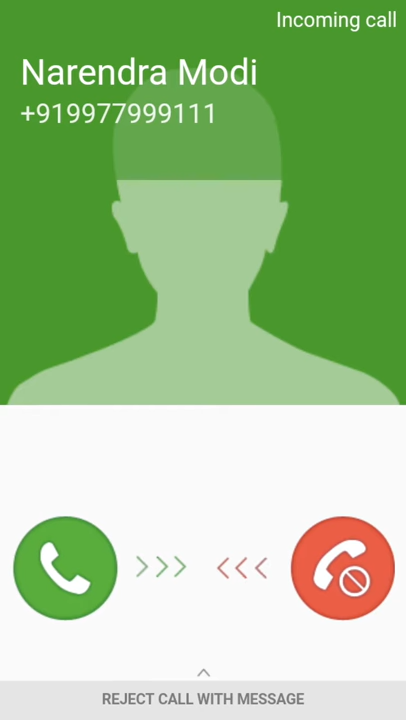 Incoming call
Narendra Modi
+919977999111
REJECT CALL WITH MESSAGE